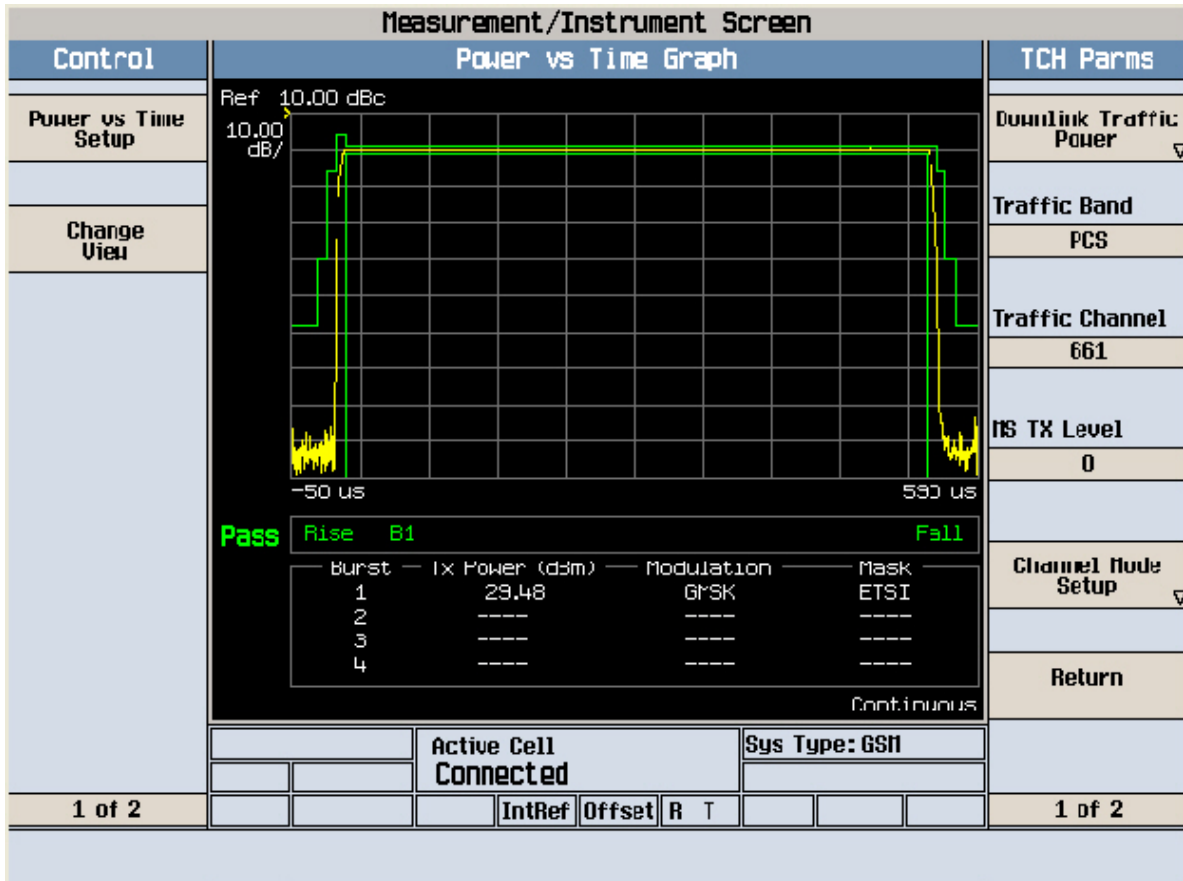 Measurement/Instrument Screen
Control
Power vs Time Graph
TCH Parms
Power vs Time
Setup
Change
View
1 of 2
Ref 10.00 dBc
10.00
dB/
-50 us
590 us
Pass
Rise B1 Fall
Burst Tx Power (dBm) Modulation Mask
1 29.48 GMSK ETSI
2 ---- ---- ----
3 ---- ---- ----
4 ---- ---- ----
Continuous
Active Cell
Connected
Sys Type: GSM
IntRef Offset R T
Downlink Traffic
Power
Traffic Band
PCS
Traffic Channel
661
MS TX Level
0
Channel Mode
Setup
Return
1 of 2